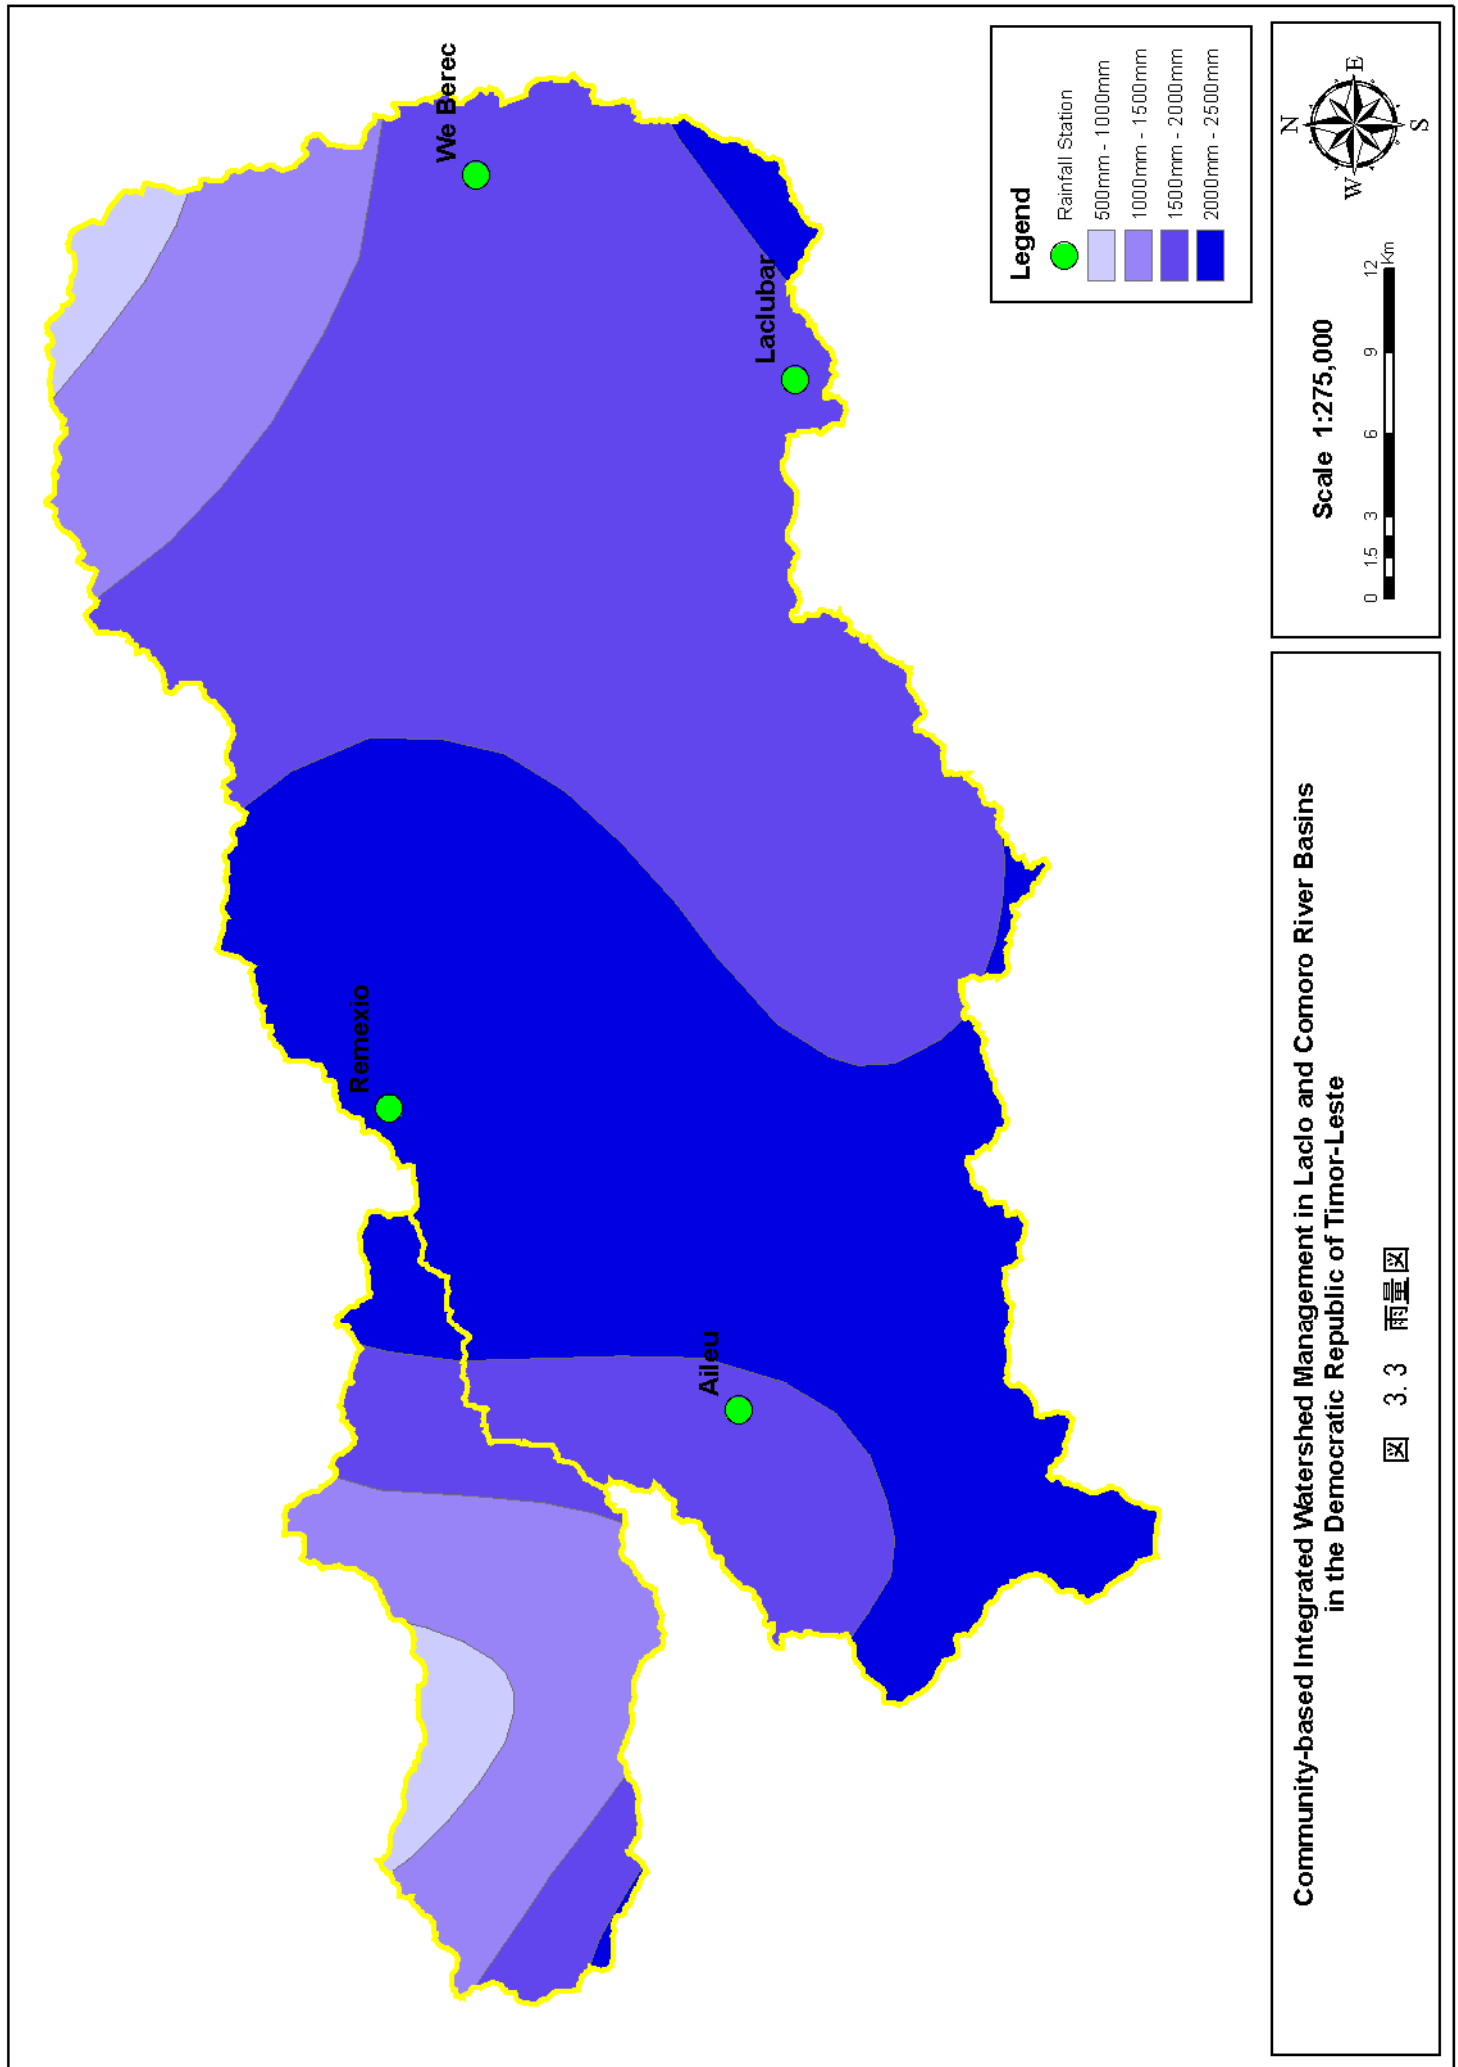 We Berec
Laclubar
Remexio
Aileu
Legend
Rainfall Station
500mm - 1000mm
1000mm - 1500mm
1500mm - 2000mm
2000mm - 2500mm
N
W E
S
Scale 1:275,000
0 1.5 3 6 9 12
Km
Community-based Integrated Watershed Management in Laclo and Comoro River Basins
in the Democratic Republic of Timor-Leste
図 3.3 雨量図